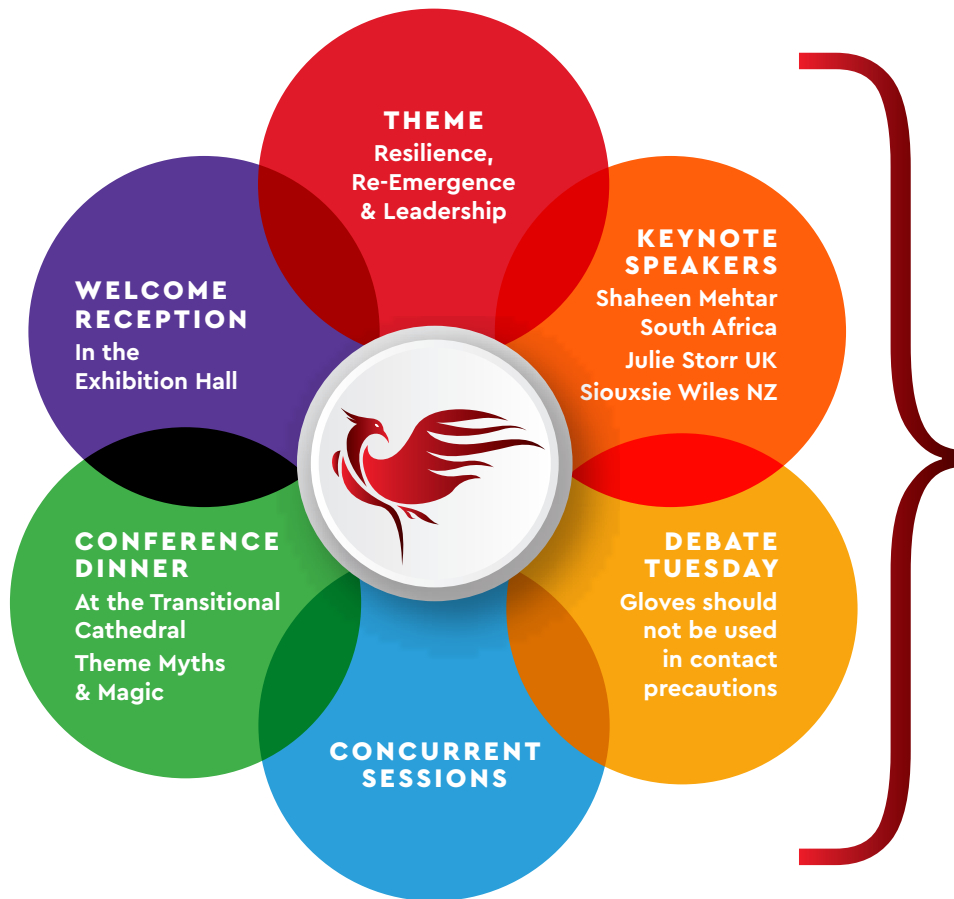 THEME
Resilience,
Re-Emergence
& Leadership
KEYNOTE
SPEAKERS
Shaheen Mehtar
South Africa
Julie Storr UK
Siouxsie Wiles NZ
DEBATE
TUESDAY
Gloves should
not be used
in contact
precautions
CONCURRENT
SESSIONS
CONFERENCE
DINNER
At the Transitional
Cathedral
Theme Myths
& Magic
WELCOME
RECEPTION
In the
Exhibition Hall